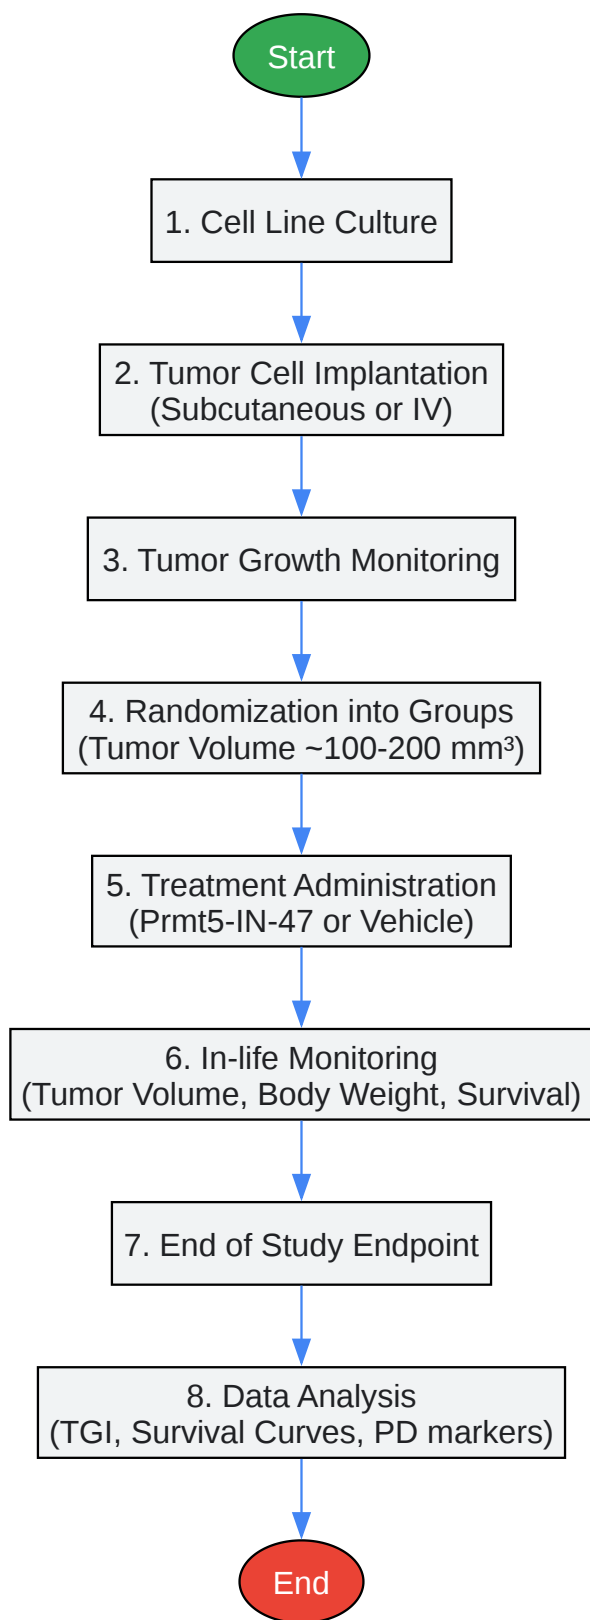 Start
1. Cell Line Culture
2. Tumor Cell Implantation
(Subcutaneous or IV)
3. Tumor Growth Monitoring
4. Randomization into Groups
(Tumor Volume ~100-200 mm³)
5. Treatment Administration
(Prmt5-IN-47 or Vehicle)
6. In-life Monitoring
(Tumor Volume, Body Weight, Survival)
7. End of Study Endpoint
8. Data Analysis
(TGI, Survival Curves, PD markers)
End